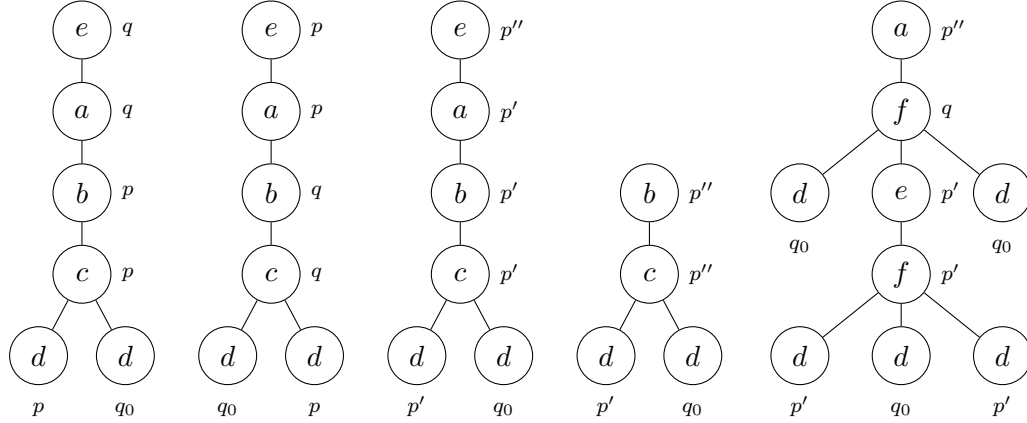 e q e p e p'' a p''
a q a p a p' f q
b p b q b p' b p'' d e p' d
q₀ q₀
c p c q c p' c p'' f p'
d d d d d d d d d d d
p q₀ q₀ p p' q₀ p' q₀ p' q₀ p'